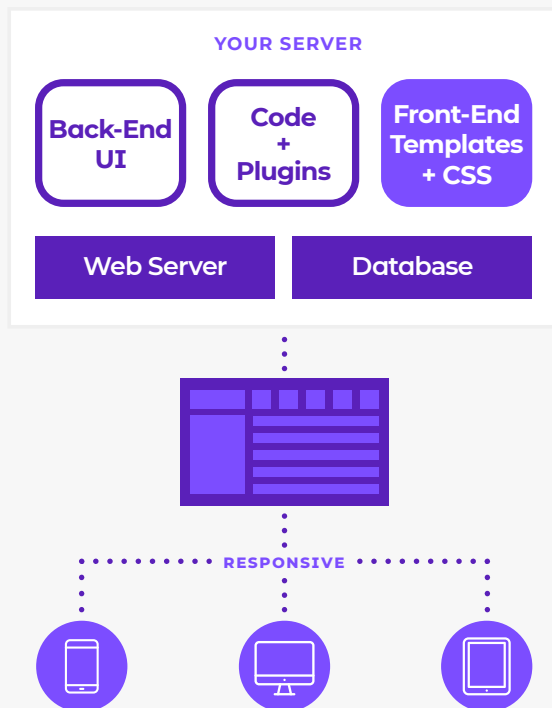 YOUR SERVER
Back-End
UI
Code
+
Plugins
Front-End
Templates
+ CSS
Web Server
Database
RESPONSIVE